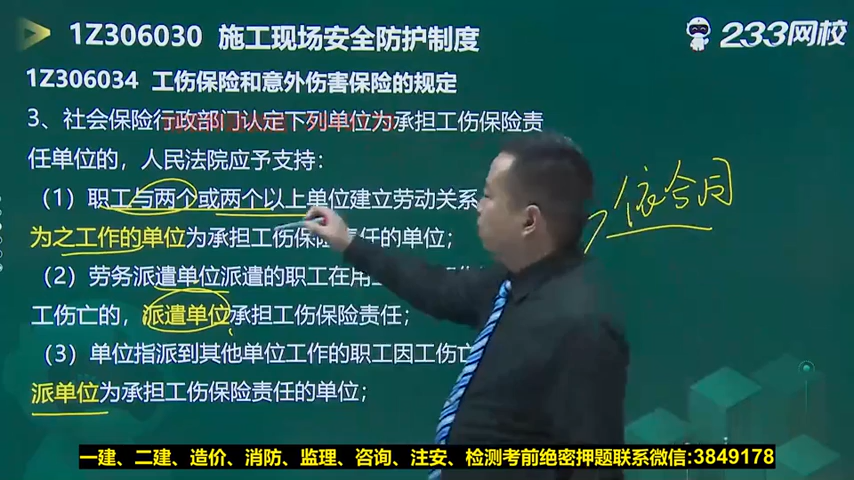 1Z306030 施工现场安全防护制度
233网校
1Z306034 工伤保险和意外伤害保险的规定
3、社会保险行政部门认定下列单位为承担工伤保险责
任单位的，人民法院应予支持：
（1）职工与两个或两个以上单位建立劳动关系
为之工作的单位为承担工伤保险责任的单位；
（2）劳务派遣单位派遣的职工在用
工伤亡的，派遣单位承担工伤保险责任；
（3）单位指派到其他单位工作的职工因工伤亡
派单位为承担工伤保险责任的单位；
一建、二建、造价、消防、监理、咨询、注安、检测考前绝密押题联系微信:3849178